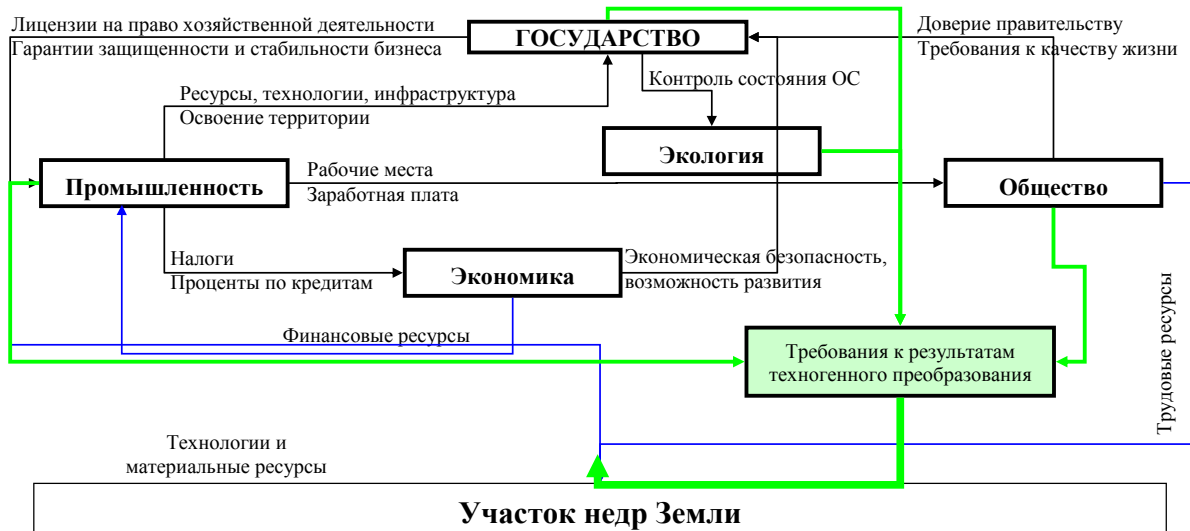 Лицензии на право хозяйственной деятельности
Гарантии защищенности и стабильности бизнеса
ГОСУДАРСТВО
Доверие правительству
Требования к качеству жизни
Контроль состояния ОС
Ресурсы, технологии, инфраструктура
Освоение территории
Экология
Промышленность
Рабочие места
Заработная плата
Общество
Налоги
Проценты по кредитам
Экономика
Экономическая безопасность,
возможность развития
Финансовые ресурсы
Требования к результатам
техногенного преобразования
Трудовые ресурсы
Технологии и
материальные ресурсы
Участок недр Земли